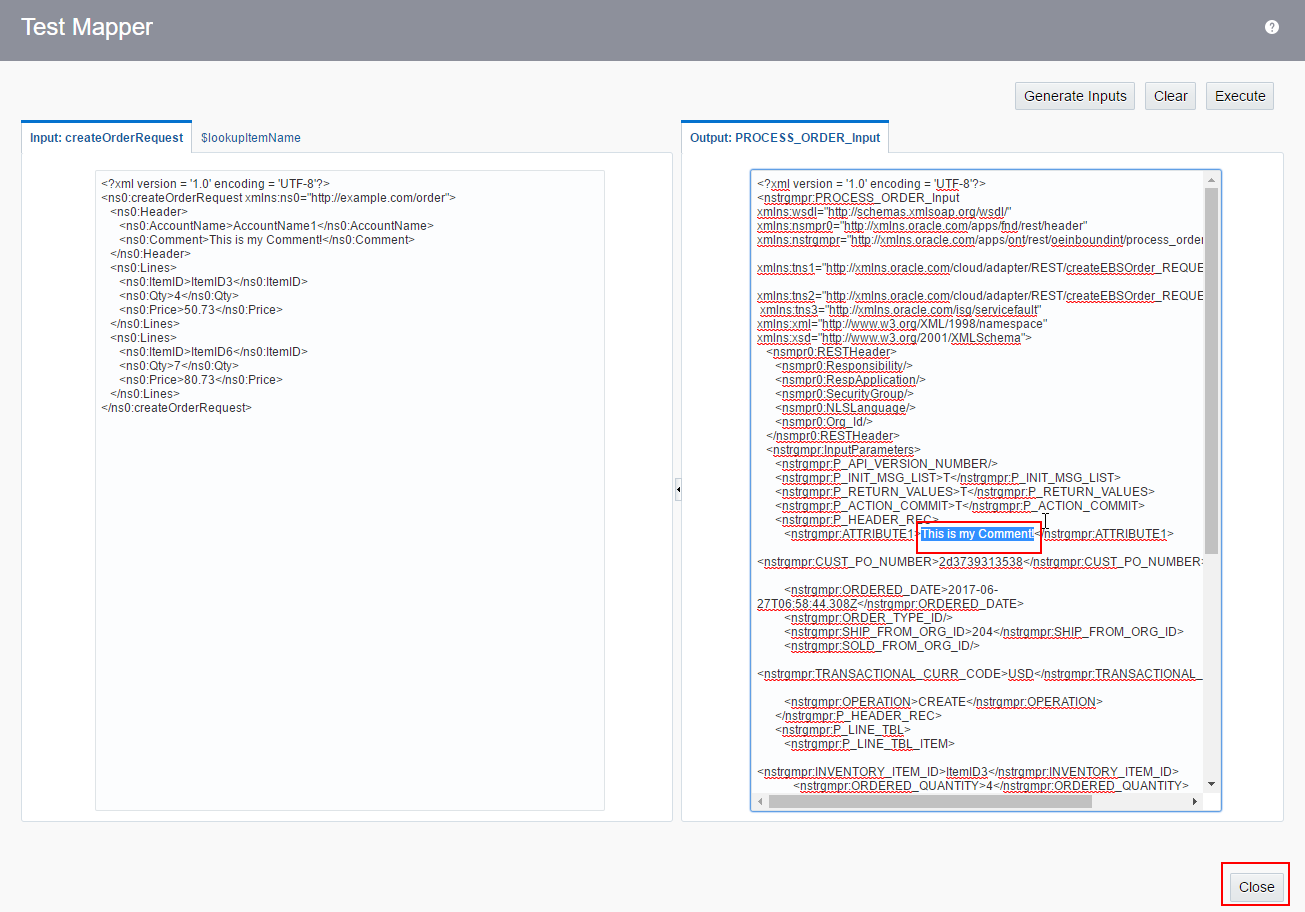 Test Mapper
?
Generate Inputs
Clear
Execute
Input: createOrderRequest
$lookupItemName
<?xml version = '1.0' encoding = 'UTF-8'?>
<ns0:createOrderRequest xmlns:ns0="http://example.com/order">
<ns0:Header>
<ns0:AccountName>AccountName1</ns0:AccountName>
<ns0:Comment>This is my Comment!</ns0:Comment>
</ns0:Header>
<ns0:Lines>
<ns0:ItemID>ItemID3</ns0:ItemID>
<ns0:Qty>4</ns0:Qty>
<ns0:Price>50.73</ns0:Price>
</ns0:Lines>
<ns0:Lines>
<ns0:ItemID>ItemID6</ns0:ItemID>
<ns0:Qty>7</ns0:Qty>
<ns0:Price>80.73</ns0:Price>
</ns0:Lines>
</ns0:createOrderRequest>
Output: PROCESS_ORDER_Input
<?xml version = '1.0' encoding = 'UTF-8'?>
<nstrgmpr:PROCESS_ORDER_Input
xmlns:wsdl="http://schemas.xmlsoap.org/wsdl/"
xmlns:nsmpr0="http://xmlns.oracle.com/apps/fnd/rest/header"
xmlns:nstrgmpr="http://xmlns.oracle.com/apps/ont/rest/oeinboundint/process_order
xmlns:tns1="http://xmlns.oracle.com/cloud/adapter/REST/createEBSOrder_REQUE
xmlns:tns2="http://xmlns.oracle.com/cloud/adapter/REST/createEBSOrder_REQUE
xmlns:tns3="http://xmlns.oracle.com/isg/servicefault"
xmlns:xml="http://www.w3.org/XML/1998/namespace"
xmlns:xsd="http://www.w3.org/2001/XMLSchema">
<nsmpr0:RESTHeader>
<nsmpr0:Responsibility/>
<nsmpr0:RespApplication/>
<nsmpr0:SecurityGroup/>
<nsmpr0:NLSLanguage/>
<nsmpr0:Org_Id/>
</nsmpr0:RESTHeader>
<nstrgmpr:InputParameters>
<nstrgmpr:P_API_VERSION_NUMBER/>
<nstrgmpr:P_INIT_MSG_LIST>T</nstrgmpr:P_INIT_MSG_LIST>
<nstrgmpr:P_RETURN_VALUES>T</nstrgmpr:P_RETURN_VALUES>
<nstrgmpr:P_ACTION_COMMIT>T</nstrgmpr:P_ACTION_COMMIT>
<nstrgmpr:P_HEADER_REC>
<nstrgmpr:ATTRIBUTE1>This is my Comment!</nstrgmpr:ATTRIBUTE1>
<nstrgmpr:CUST_PO_NUMBER>2d3739313538</nstrgmpr:CUST_PO_NUMBER>
<nstrgmpr:ORDERED_DATE>2017-06-
27T06:58:44.308Z</nstrgmpr:ORDERED_DATE>
<nstrgmpr:ORDER_TYPE_ID/>
<nstrgmpr:SHIP_FROM_ORG_ID>204</nstrgmpr:SHIP_FROM_ORG_ID>
<nstrgmpr:SOLD_FROM_ORG_ID/>
<nstrgmpr:TRANSACTIONAL_CURR_CODE>USD</nstrgmpr:TRANSACTIONAL_
<nstrgmpr:OPERATION>CREATE</nstrgmpr:OPERATION>
</nstrgmpr:P_HEADER_REC>
<nstrgmpr:P_LINE_TBL>
<nstrgmpr:P_LINE_TBL_ITEM>
<nstrgmpr:INVENTORY_ITEM_ID>ItemID3</nstrgmpr:INVENTORY_ITEM_ID>
<nstrgmpr:ORDERED_QUANTITY>4</nstrgmpr:ORDERED_QUANTITY>
Close